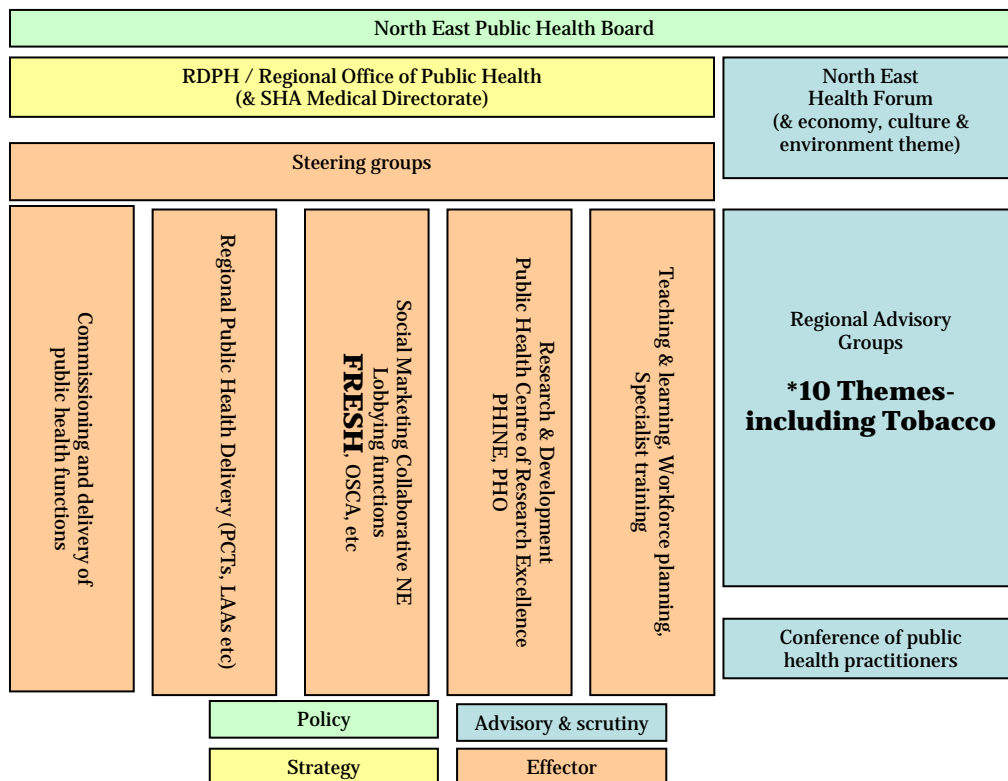 North East Public Health Board
RDPH / Regional Office of Public Health
(& SHA Medical Directorate)
North East
Health Forum
(& economy, culture &
environment theme)
Steering groups
Commissioning and delivery of
public health functions
Regional Public Health Delivery (PCTs, LAAs etc)
Social Marketing Collaborative NE
Lobbying functions
FRESH, OSCA, etc
Research & Development
Public Health Centre of Research Excellence
PHINE, PHO
Teaching & learning, Workforce planning,
Specialist training
Regional Advisory
Groups
*10 Themes-
including Tobacco
Conference of public
health practitioners
Policy
Advisory & scrutiny
Strategy
Effector